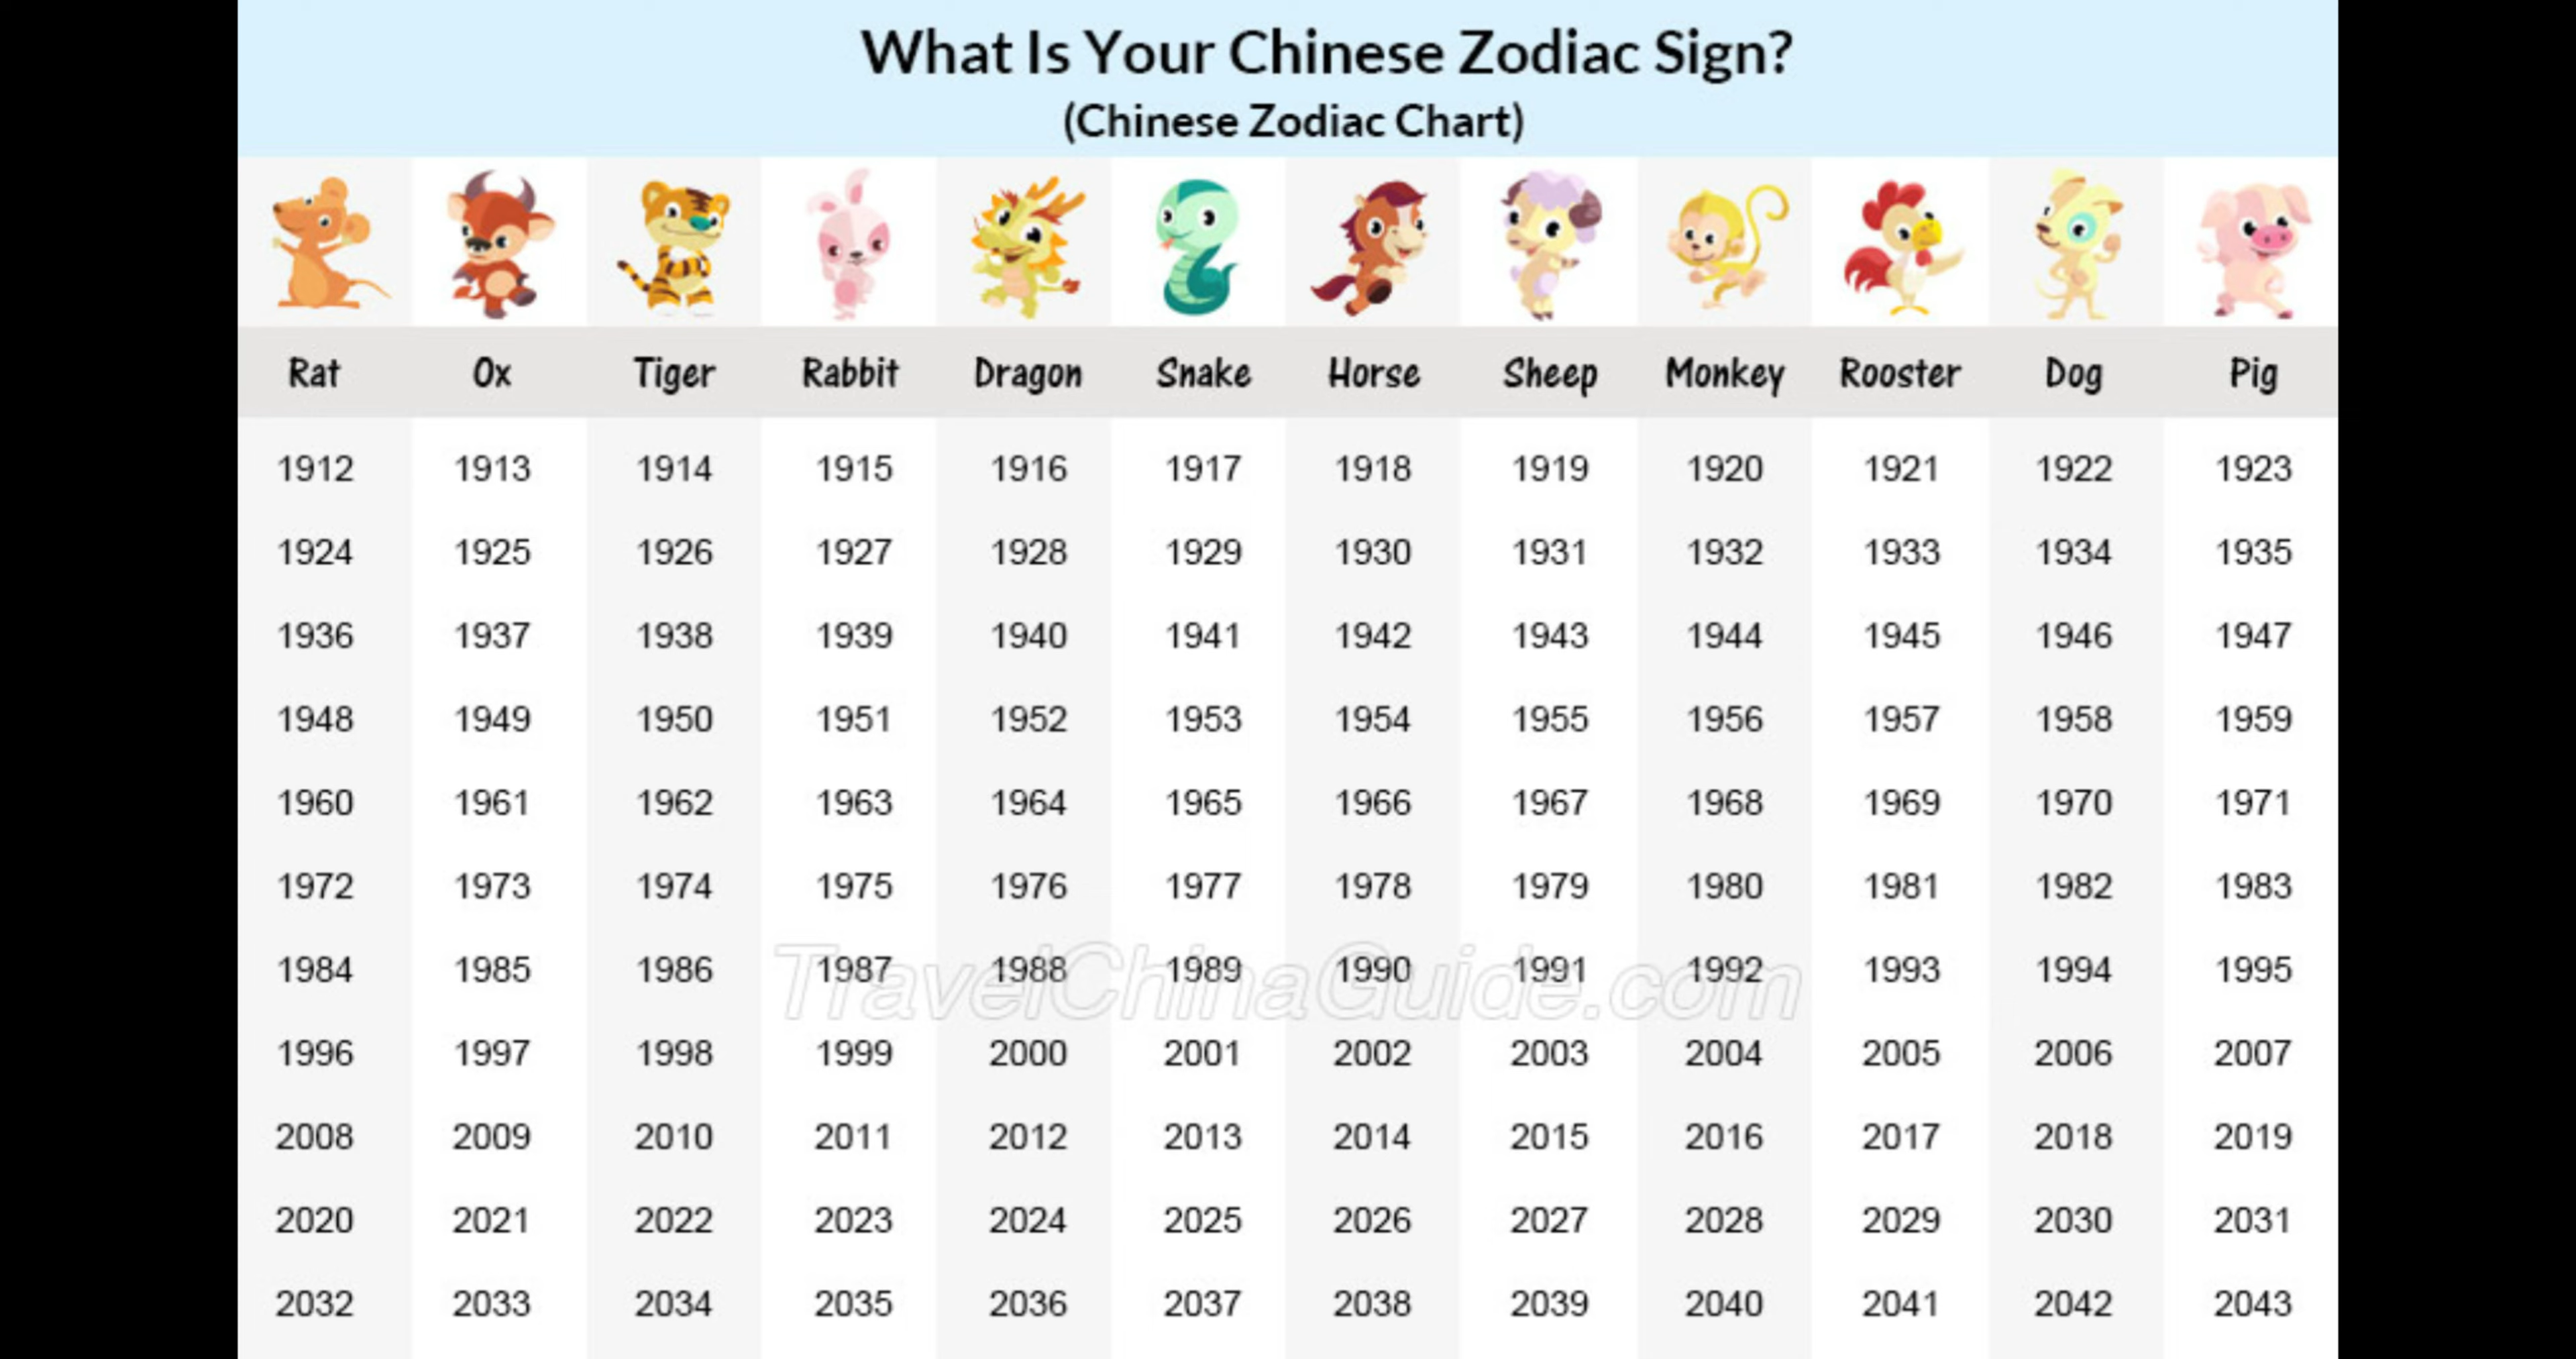 What Is Your Chinese Zodiac Sign?
(Chinese Zodiac Chart)
Rat Ox Tiger Rabbit Dragon Snake Horse Sheep Monkey Rooster Dog Pig
1912 1913 1914 1915 1916 1917 1918 1919 1920 1921 1922 1923
1924 1925 1926 1927 1928 1929 1930 1931 1932 1933 1934 1935
1936 1937 1938 1939 1940 1941 1942 1943 1944 1945 1946 1947
1948 1949 1950 1951 1952 1953 1954 1955 1956 1957 1958 1959
1960 1961 1962 1963 1964 1965 1966 1967 1968 1969 1970 1971
1972 1973 1974 1975 1976 1977 1978 1979 1980 1981 1982 1983
1984 1985 1986 1987 1988 1989 1990 1991 1992 1993 1994 1995
TravelChinaGuide.com
1996 1997 1998 1999 2000 2001 2002 2003 2004 2005 2006 2007
2008 2009 2010 2011 2012 2013 2014 2015 2016 2017 2018 2019
2020 2021 2022 2023 2024 2025 2026 2027 2028 2029 2030 2031
2032 2033 2034 2035 2036 2037 2038 2039 2040 2041 2042 2043